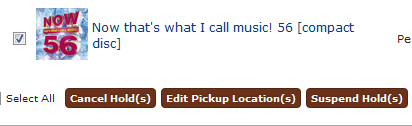 NOW
56
Now that's what I call music! 56 [compact
disc]
Pe
Select All
Cancel Hold(s)
Edit Pickup Location(s)
Suspend Hold(s)